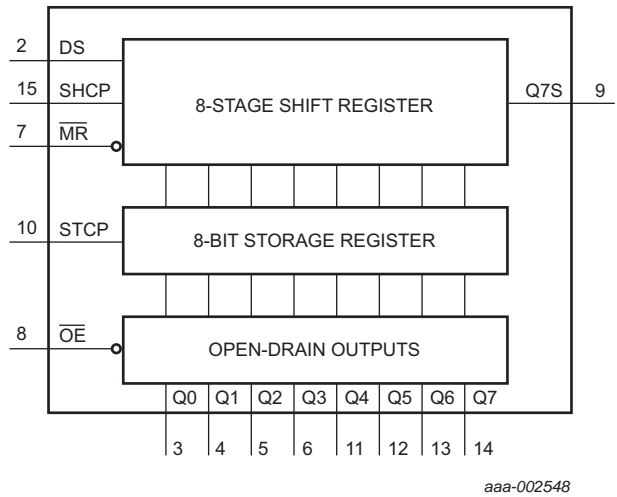 2 DS
15 SHCP
7 MR
8-STAGE SHIFT REGISTER
Q7S 9
10 STCP
8-BIT STORAGE REGISTER
8 OE
OPEN-DRAIN OUTPUTS
Q0 Q1 Q2 Q3 Q4 Q5 Q6 Q7
3 4 5 6 11 12 13 14
aaa-002548